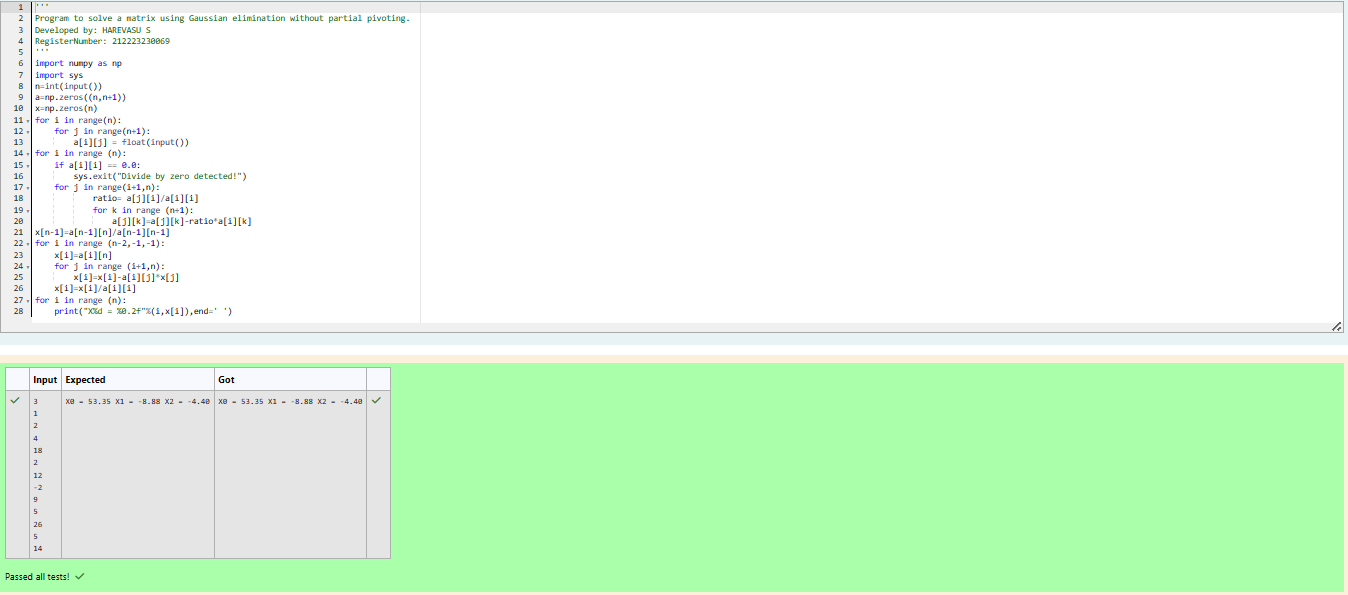 1 '''
2 Program to solve a matrix using Gaussian elimination without partial pivoting.
3 Developed by: HAREVASU S
4 RegisterNumber: 212223230069
5 '''
6 import numpy as np
7 import sys
8 n=int(input())
9 a=np.zeros((n,n+1))
10 x=np.zeros(n)
11 for i in range(n):
12     for j in range(n+1):
13         a[i][j] = float(input())
14 for i in range (n):
15     if a[i][i] == 0.0:
16         sys.exit("Divide by zero detected!")
17     for j in range(i+1,n):
18             ratio= a[j][i]/a[i][i]
19             for k in range (n+1):
20                 a[j][k]=a[j][k]-ratio*a[i][k]
21 x[n-1]=a[n-1][n]/a[n-1][n-1]
22 for i in range (n-2,-1,-1):
23     x[i]=a[i][n]
24     for j in range (i+1,n):
25         x[i]=x[i]-a[i][j]*x[j]
26     x[i]=x[i]/a[i][i]
27 for i in range (n):
28     print("X%d = %0.2f"%(i,x[i]),end=' ')
Input Expected Got
3 X0 = 53.35 X1 = -8.88 X2 = -4.40 X0 = 53.35 X1 = -8.88 X2 = -4.40
1
2
4
18
2
12
-2
9
5
26
5
14
Passed all tests!